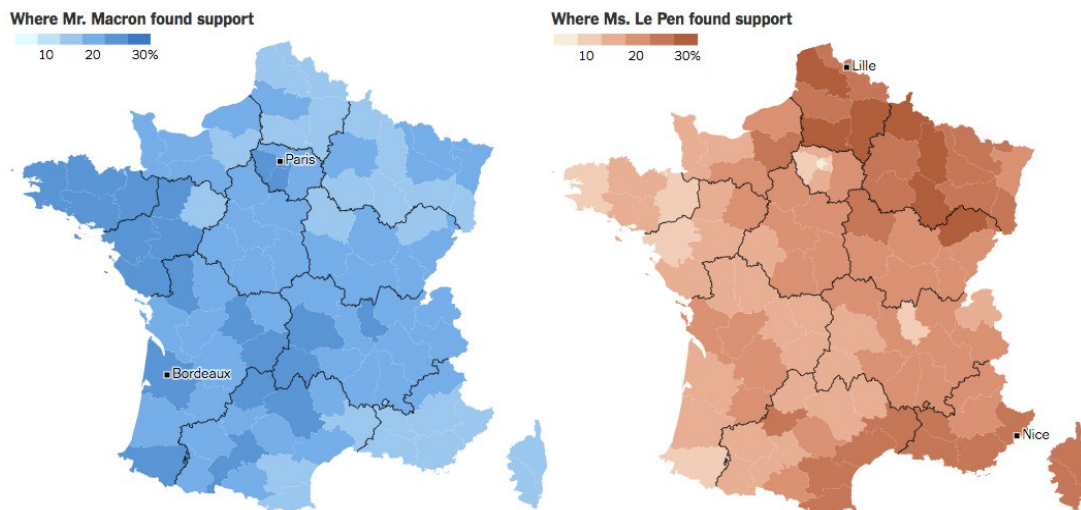 Where Mr. Macron found support
10 20 30%
Paris
Bordeaux
Where Ms. Le Pen found support
10 20 30%
Lille
Nice